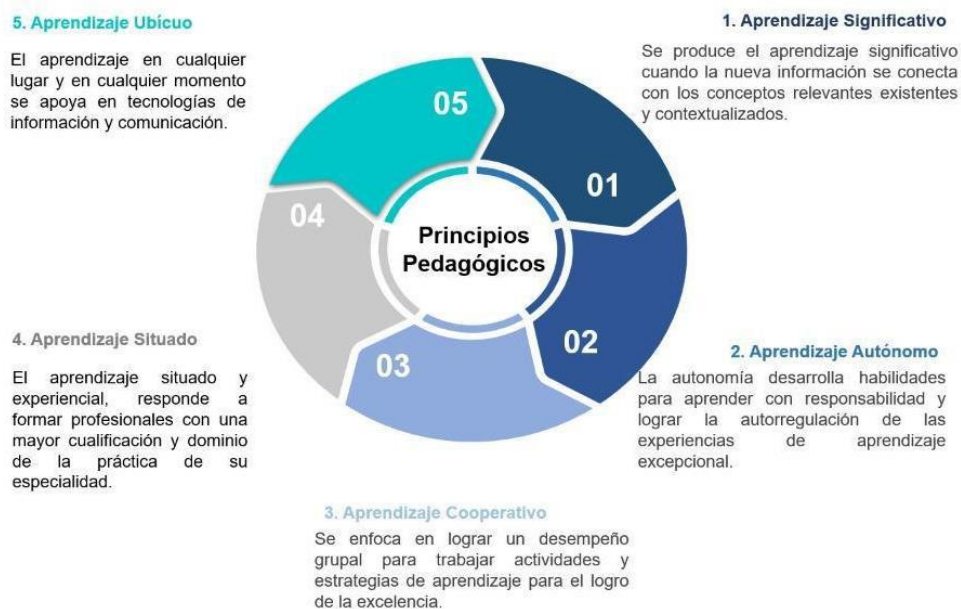 1. Aprendizaje Significativo
Se produce el aprendizaje significativo
cuando la nueva información se conecta
con los conceptos relevantes existentes
y contextualizados.
2. Aprendizaje Autónomo
La autonomía desarrolla habilidades
para aprender con responsabilidad y
lograr la autorregulación de las
experiencias de aprendizaje
excepcional.
3. Aprendizaje Cooperativo
Se enfoca en lograr un desempeño
grupal para trabajar actividades y
estrategias de aprendizaje para el logro
de la excelencia.
4. Aprendizaje Situado
El aprendizaje situado y
experiencial, responde a
formar profesionales con una
mayor cualificación y dominio
de la práctica de su
especialidad.
5. Aprendizaje Ubícuo
El aprendizaje en cualquier
lugar y en cualquier momento
se apoya en tecnologías de
información y comunicación.
Principios
Pedagógicos
01
02
03
04
05